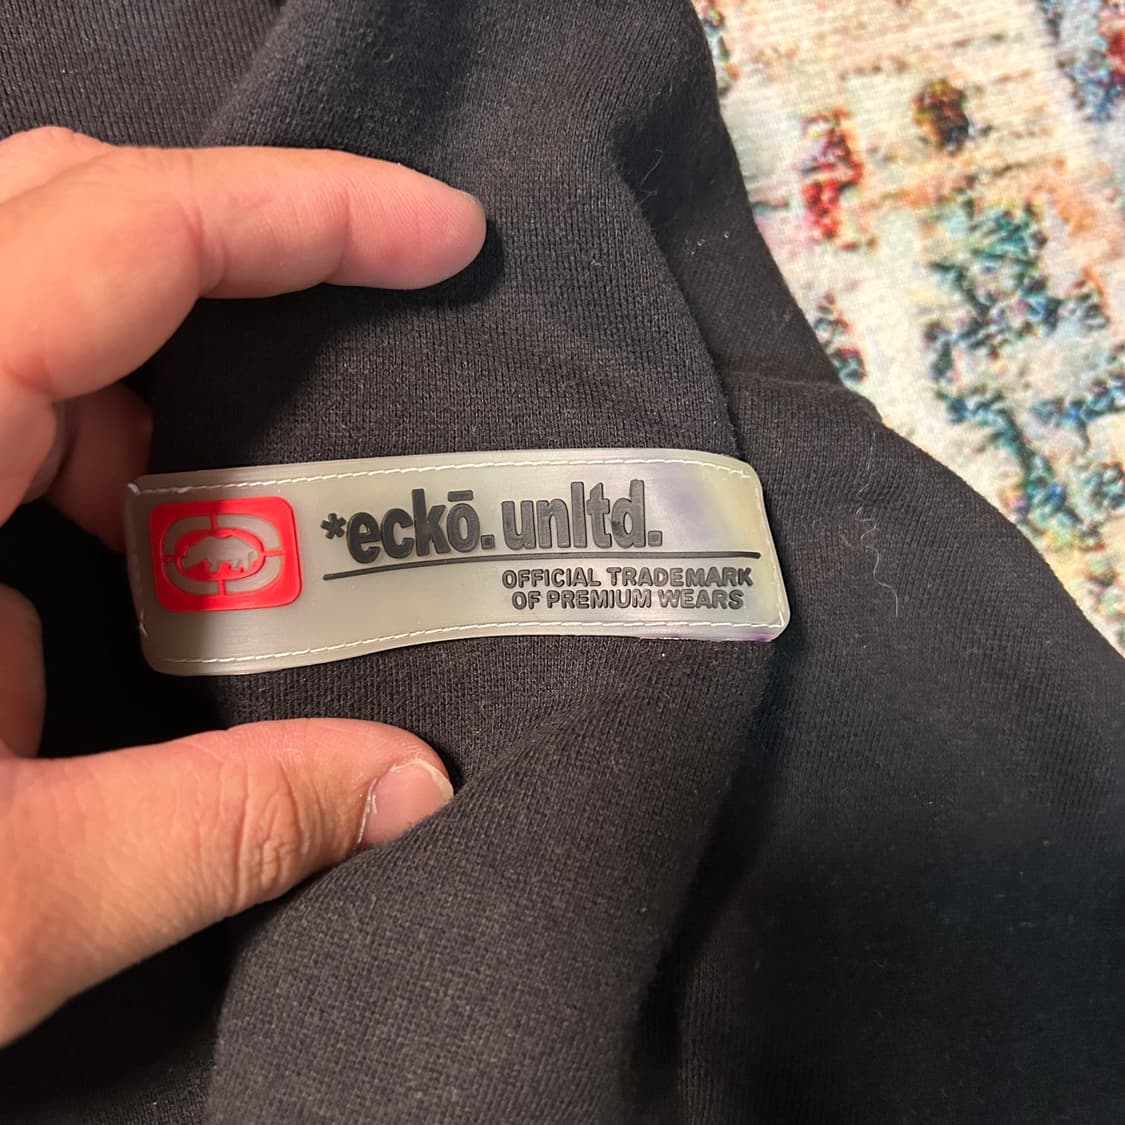 *eckō.unltd.
OFFICIAL TRADEMARK
OF PREMIUM WEARS